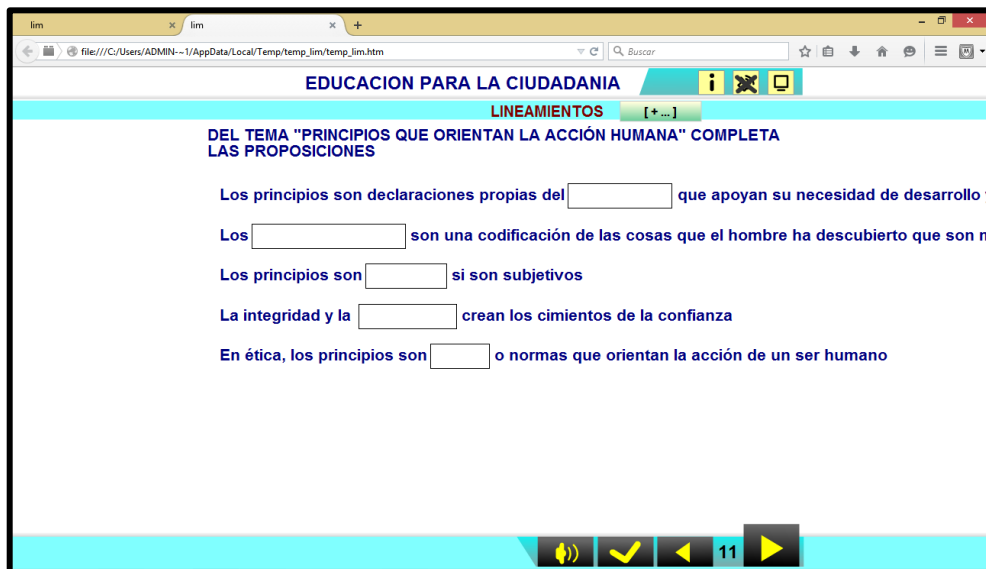 lim
lim
file:///C:/Users/ADMIN-~1/AppData/Local/Temp/temp_lim/temp_lim.htm
Buscar
EDUCACION PARA LA CIUDADANIA
LINEAMIENTOS [+...]
DEL TEMA "PRINCIPIOS QUE ORIENTAN LA ACCIÓN HUMANA" COMPLETA
LAS PROPOSICIONES
Los principios son declaraciones propias del que apoyan su necesidad de desarrollo
Los son una codificación de las cosas que el hombre ha descubierto que son
Los principios son si son subjetivos
La integridad y la crean los cimientos de la confianza
En ética, los principios son o normas que orientan la acción de un ser humano
11